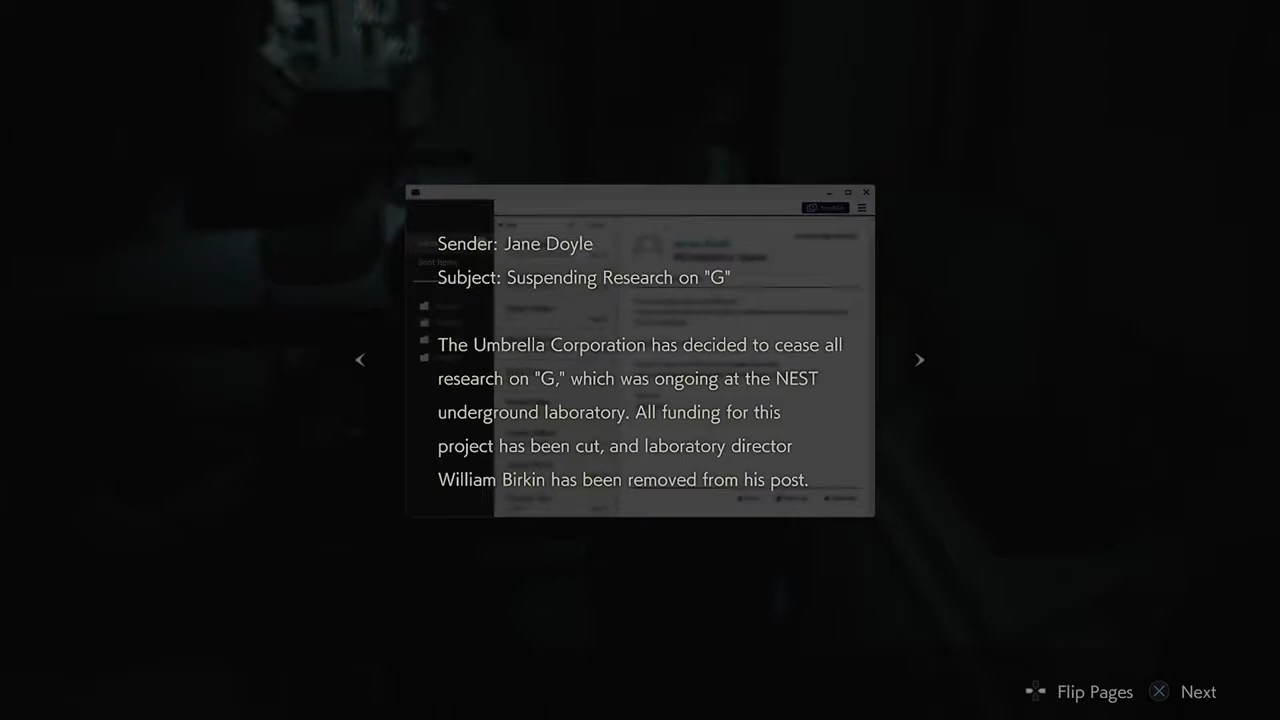 Sender: Jane Doyle
Subject: Suspending Research on "G"
The Umbrella Corporation has decided to cease all
research on "G," which was ongoing at the NEST
underground laboratory. All funding for this
project has been cut, and laboratory director
William Birkin has been removed from his post.
Flip Pages
Next